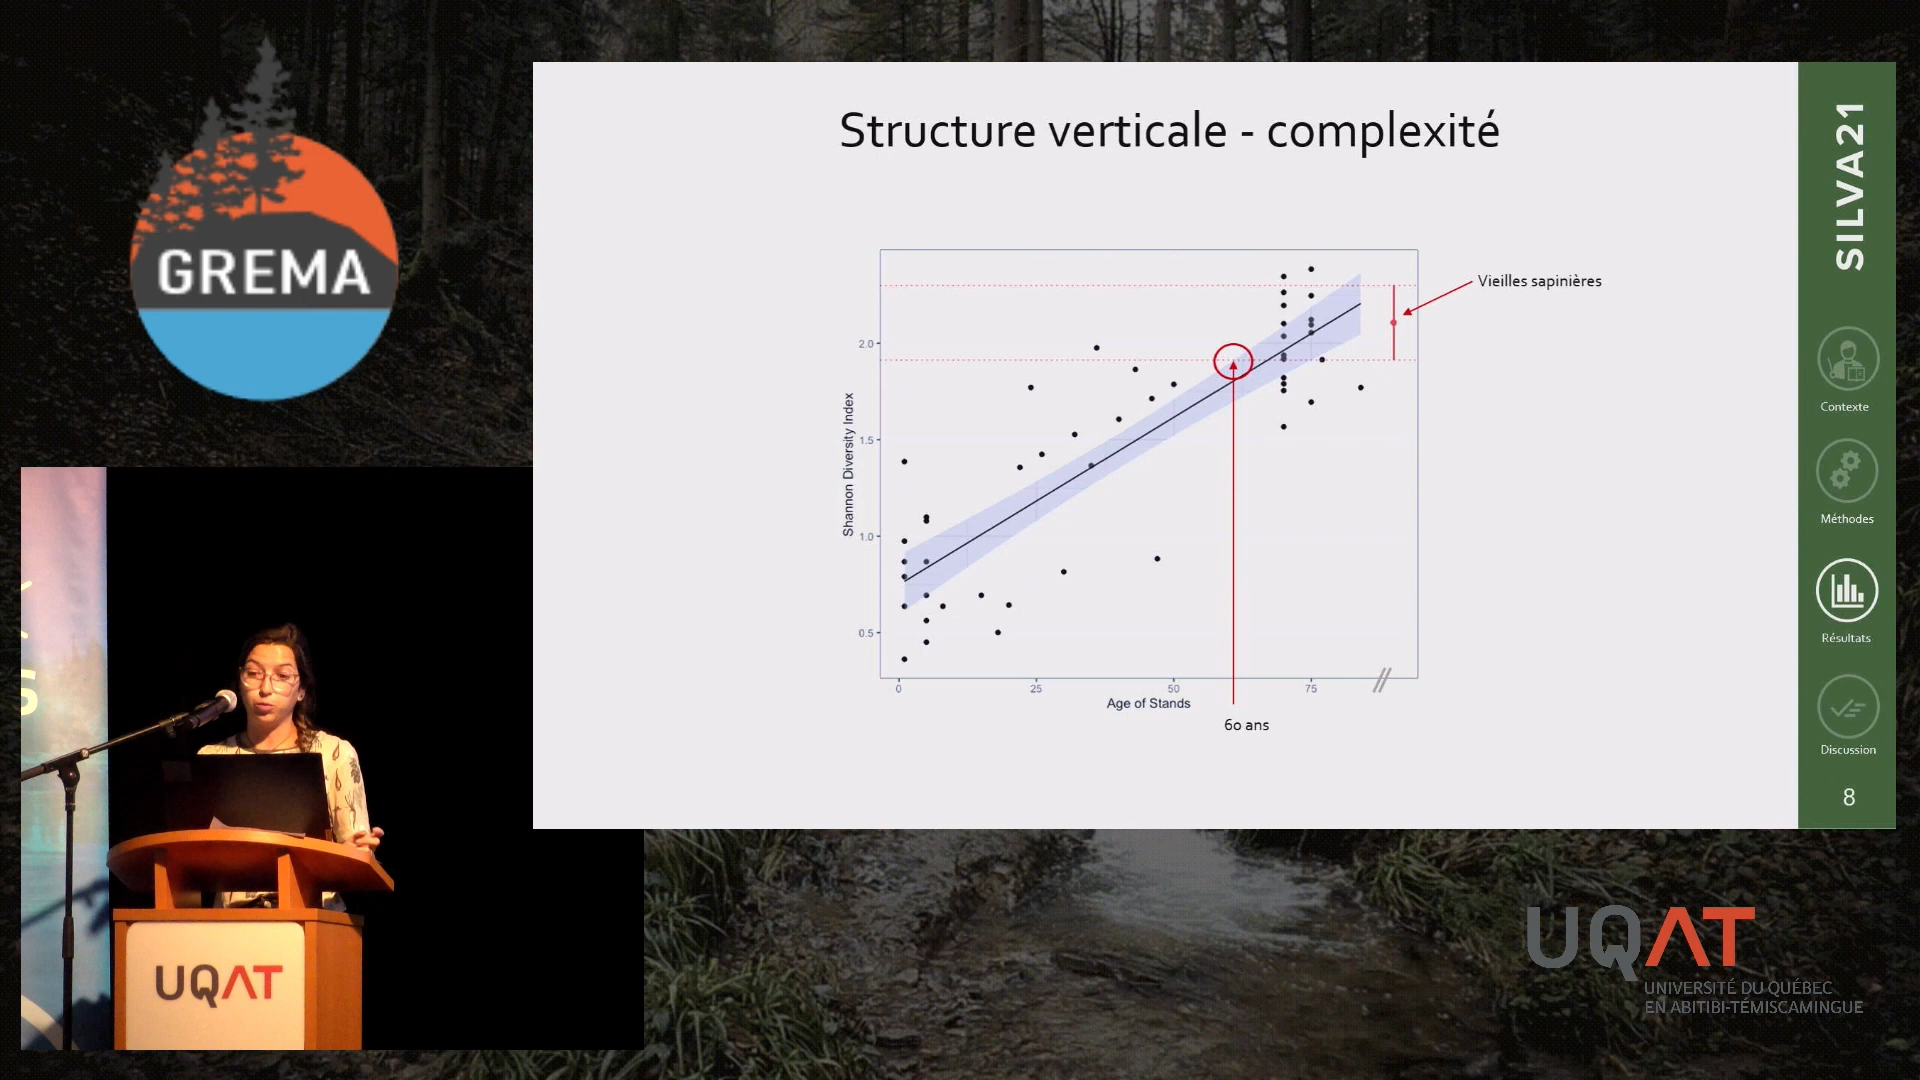 GREMA
Structure verticale - complexité
SILVA21
Vieilles sapinières
2.0
1.5
1.0
0.5
Shannon Diversity Index
0
25
50
75
Age of Stands
60 ans
Contexte
Méthodes
Résultats
Discussion
8
UQAT
UQAT
UNIVERSITÉ DU QUÉBEC
EN ABITIBI-TÉMISCAMINGUE